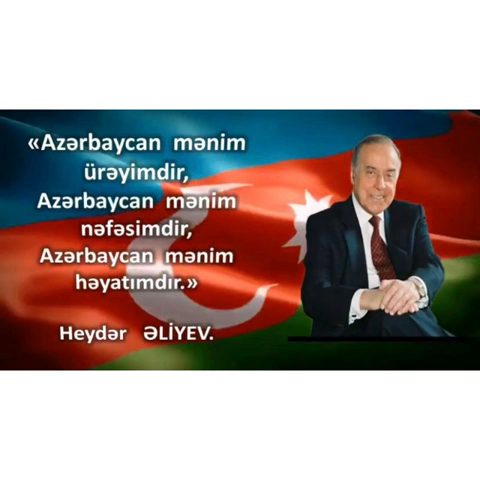 «Azərbaycan mənim
ürəyimdir,
Azərbaycan mənim
nəfəsimdir,
Azərbaycan mənim
həyatımdır.»
Heydər ƏLİYEV.